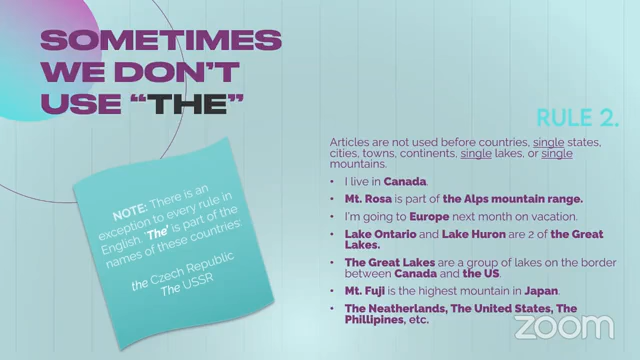 SOMETIMES
WE DON'T
USE "THE"
NOTE: There is an
exception to every rule in
English. 'The' is part of the
names of these countries:
the Czech Republic
The USSR
RULE 2.
Articles are not used before countries, single states,
cities, towns, continents, single lakes, or single
mountains.
• I live in Canada.
• Mt. Rosa is part of the Alps mountain range.
• I'm going to Europe next month on vacation.
• Lake Ontario and Lake Huron are 2 of the Great
Lakes.
• The Great Lakes are a group of lakes on the border
between Canada and the US.
• Mt. Fuji is the highest mountain in Japan.
• The Neatherlands, The United States, The
Phillipines, etc.
zoom